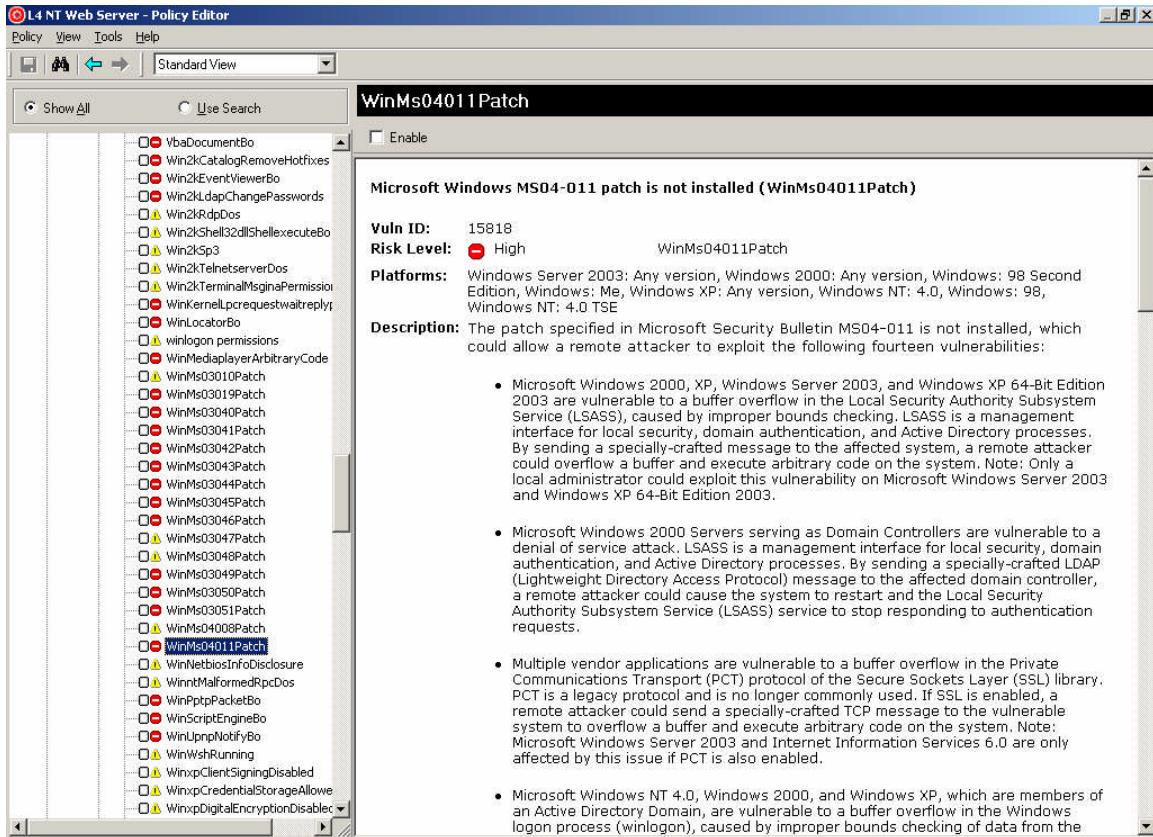 L4 NT Web Server - Policy Editor
Policy View Tools Help
Standard View
Show All Use Search
VbaDocumentBo
Win2kCatalogRemoveHotfixes
Win2kEventViewerBo
Win2kLdapChangePasswords
Win2kRdpDos
Win2kShell32dllShellexecuteBo
Win2kSp3
Win2kTelnetserverDos
Win2kTerminalMsginaPermission
WinKernelLpcrequestwaitreplyp
WinLocatorBo
winlogon permissions
WinMediaplayerArbitraryCode
WinMs03010Patch
WinMs03019Patch
WinMs03040Patch
WinMs03041Patch
WinMs03042Patch
WinMs03043Patch
WinMs03044Patch
WinMs03045Patch
WinMs03046Patch
WinMs03047Patch
WinMs03048Patch
WinMs03049Patch
WinMs03050Patch
WinMs03051Patch
WinMs04008Patch
WinMs04011Patch
WinNetbiosInfoDisclosure
WinntMalformedRpcDos
WinPptpPacketBo
WinScriptEngineBo
WinUpnpNotifyBo
WinWshRunning
WinxpClientSigningDisabled
WinxpCredentialStorageAllowe
WinxpDigitalEncryptionDisabled
WinMs04011Patch
Enable
Microsoft Windows MS04-011 patch is not installed (WinMs04011Patch)
Vuln ID: 15818
Risk Level: High WinMs04011Patch
Platforms: Windows Server 2003: Any version, Windows 2000: Any version, Windows: 98 Second
Edition, Windows: Me, Windows XP: Any version, Windows NT: 4.0, Windows: 98,
Windows NT: 4.0 TSE
Description: The patch specified in Microsoft Security Bulletin MS04-011 is not installed, which
could allow a remote attacker to exploit the following fourteen vulnerabilities:
• Microsoft Windows 2000, XP, Windows Server 2003, and Windows XP 64-Bit Edition
2003 are vulnerable to a buffer overflow in the Local Security Authority Subsystem
Service (LSASS), caused by improper bounds checking. LSASS is a management
interface for local security, domain authentication, and Active Directory processes.
By sending a specially-crafted message to the affected system, a remote attacker
could overflow a buffer and execute arbitrary code on the system. Note: Only a
local administrator could exploit this vulnerability on Microsoft Windows Server 2003
and Windows XP 64-Bit Edition 2003.
• Microsoft Windows 2000 Servers serving as Domain Controllers are vulnerable to a
denial of service attack. LSASS is a management interface for local security, domain
authentication, and Active Directory processes. By sending a specially-crafted LDAP
(Lightweight Directory Access Protocol) message to the affected domain controller,
a remote attacker could cause the system to restart and the Local Security
Authority Subsystem Service (LSASS) service to stop responding to authentication
requests.
• Multiple vendor applications are vulnerable to a buffer overflow in the Private
Communications Transport (PCT) protocol of the Secure Sockets Layer (SSL) library.
PCT is a legacy protocol and is no longer commonly used. If SSL is enabled, a
remote attacker could send a specially-crafted TCP message to the vulnerable
system to overflow a buffer and execute arbitrary code on the system. Note:
Microsoft Windows Server 2003 and Internet Information Services 6.0 are only
affected by this issue if PCT is also enabled.
• Microsoft Windows NT 4.0, Windows 2000, and Windows XP, which are members of
an Active Directory Domain, are vulnerable to a buffer overflow in the Windows
logon process (winlogon), caused by improper bounds checking of data from the